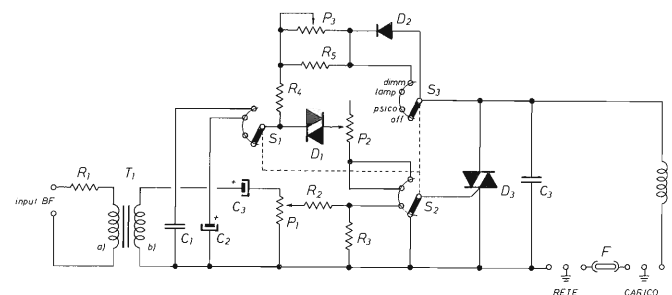 P3
D2
R5
R4
dimm
lamp
psico
off
S3
S1
D1
P2
R1
T1
input BF
C3
R2
S2
D3
C3
a)
b)
C1
C2
P1
R3
F
RETE
CARICO